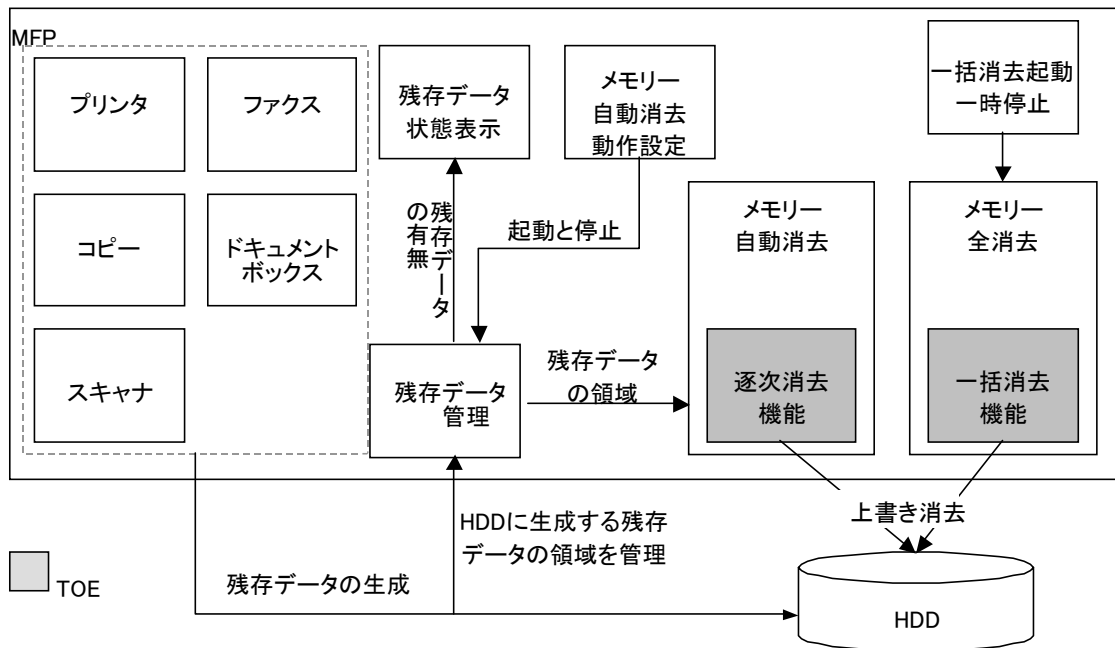 MFP
プリンタ
ファクス
コピー
ドキュメント
ボックス
スキャナ
残存データ
状態表示
メモリー
自動消去
動作設定
一括消去起動
一時停止
残存データ
の有無
起動と停止
メモリー
自動消去
メモリー
全消去
残存データ
管理
残存データ
の領域
逐次消去
機能
一括消去
機能
上書き消去
HDDに生成する残存
データの領域を管理
残存データの生成
TOE
HDD